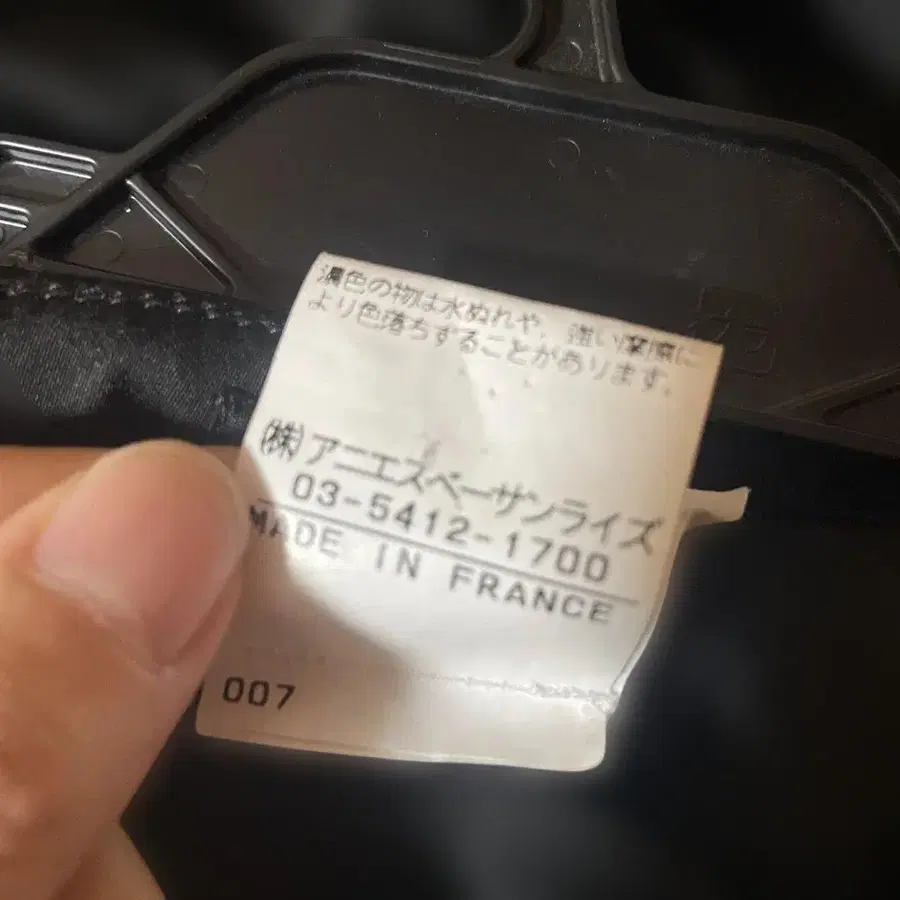 濃色の物は水ぬれや、強い摩擦に
より色落ちすることがあります。
(株)アニエスベーサンライズ
03-5412-1700
MADE IN FRANCE
007